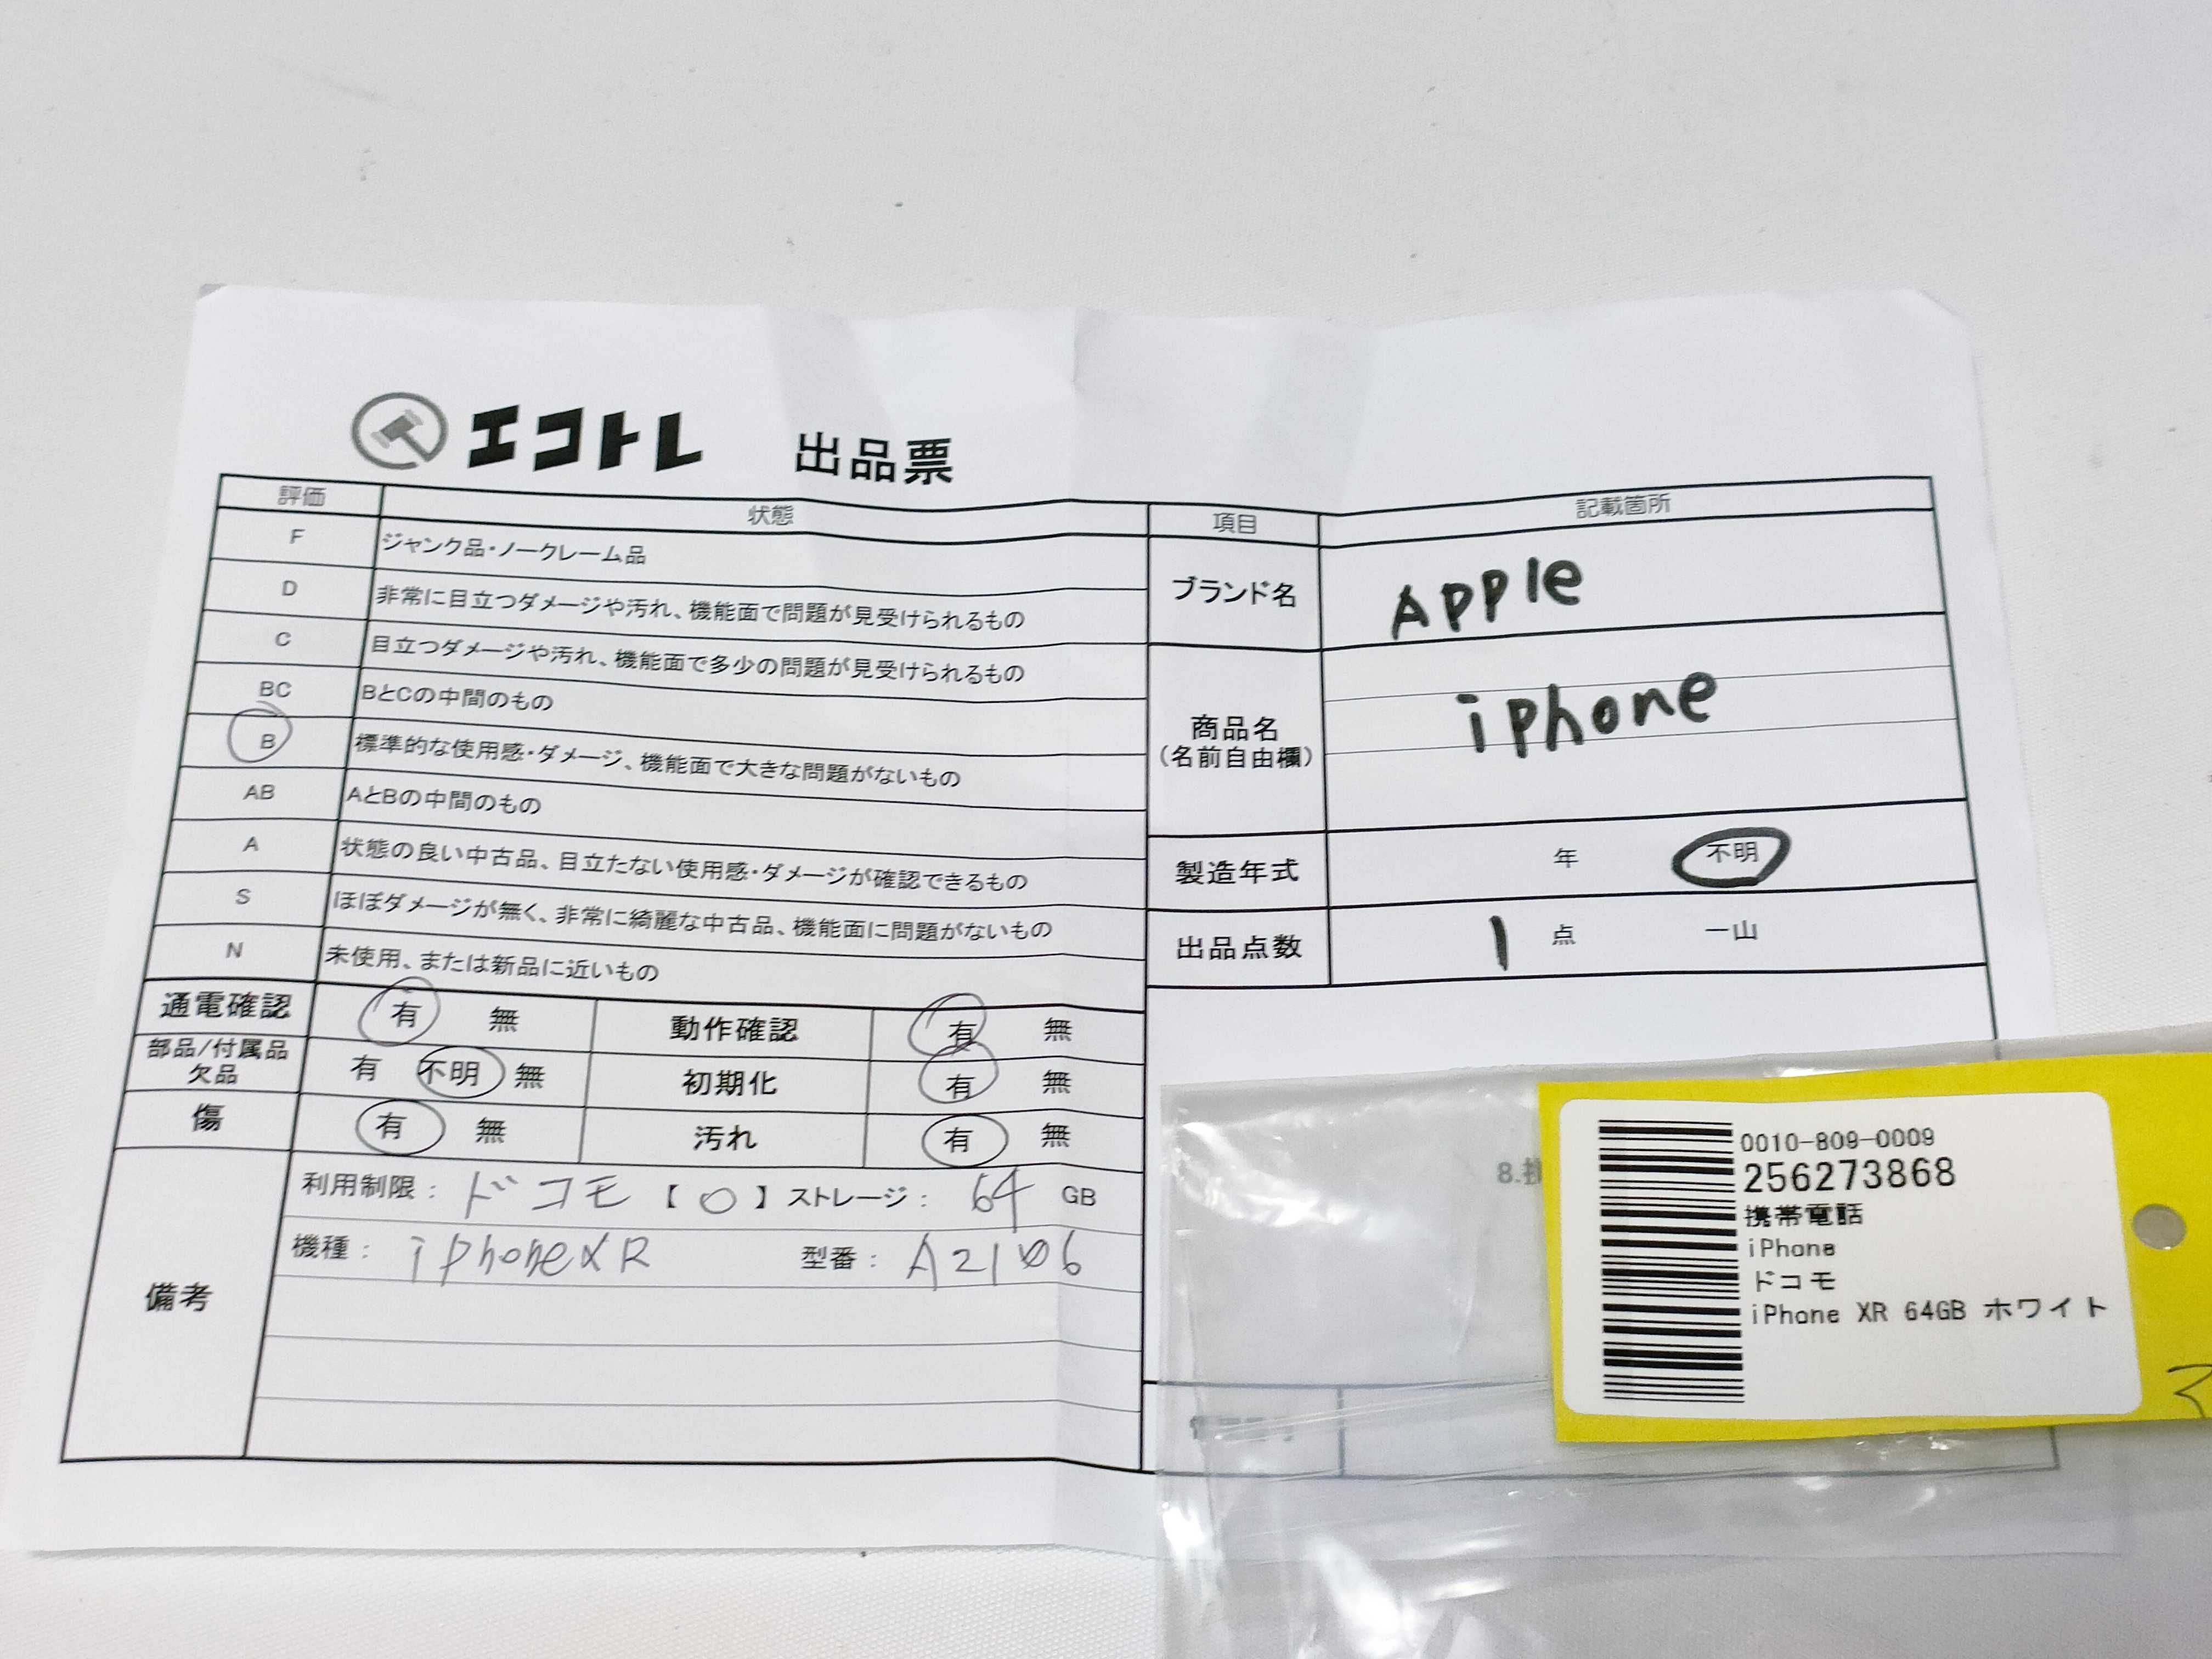 エコトレ 出品票
評価 状態
F ジャンク品・ノークレーム品
D 非常に目立つダメージや汚れ、機能面で問題が見受けられるもの
C 目立つダメージや汚れ、機能面で多少の問題が見受けられるもの
BC BとCの中間のもの
B 標準的な使用感・ダメージ、機能面で大きな問題がないもの
AB AとBの中間のもの
A 状態の良い中古品、目立たない使用感・ダメージが確認できるもの
S ほぼダメージが無く、非常に綺麗な中古品、機能面に問題がないもの
N 未使用、または新品に近いもの
通電確認 有 無 動作確認 有 無
部品/付属品
欠品 有 不明 無 初期化 有 無
傷 有 無 汚れ 有 無
備考
利用制限: ドコモ 【 ○ 】 ストレージ: 64 GB
機種: iphoneXR 型番: A2106
項目 記載箇所
ブランド名 Apple
商品名
(名前自由欄) iphone
製造年式 年 不明
出品点数 1 点 一山
8.
0010-809-0009
256273868
携帯電話
iPhone
ドコモ
iPhone XR 64GB ホワイト